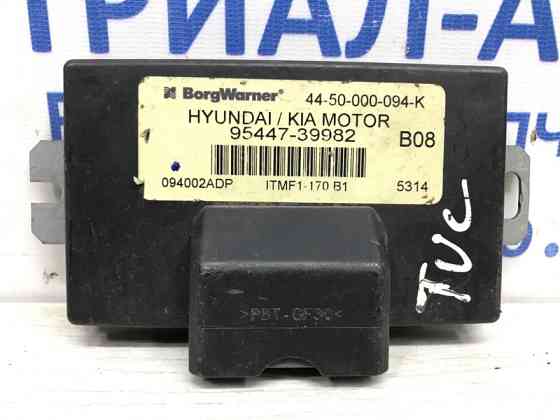 ТРИАЛ-А
BorgWarner 44-50-000-094-K
HYUNDAI / KIA MOTOR
95447-39982 B08
094002ADP ITMF1-170 B1 5314
TUC
>PBT-GF30<